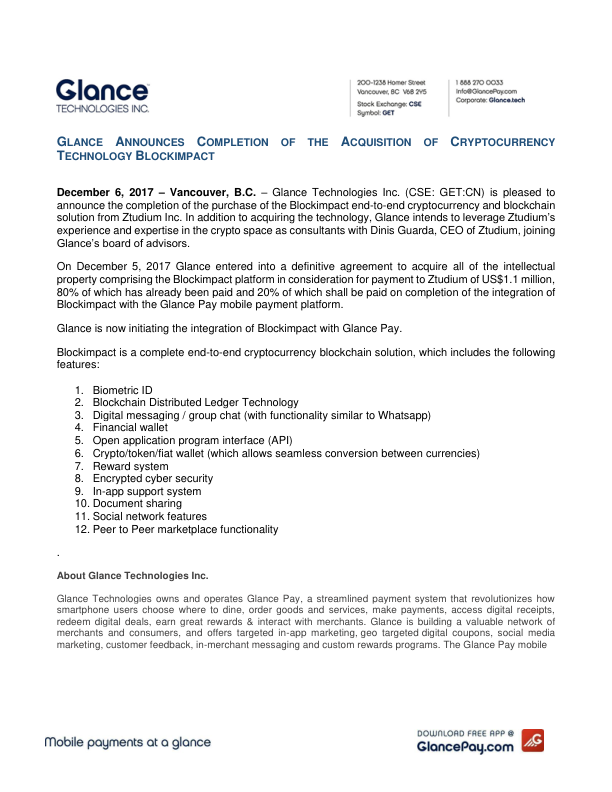 Glance
TECHNOLOGIES INC.
200-1238 Homer Street
Vancouver, BC V6B 2Y5
Stock Exchange: CSE
Symbol: GET
1 888 270 0033
Info@GlancePay.com
Corporate: Glance.tech
GLANCE ANNOUNCES COMPLETION OF THE ACQUISITION OF CRYPTOCURRENCY
TECHNOLOGY BLOCKIMPACT
December 6, 2017 – Vancouver, B.C. – Glance Technologies Inc. (CSE: GET:CN) is pleased to
announce the completion of the purchase of the Blockimpact end-to-end cryptocurrency and blockchain
solution from Ztudium Inc. In addition to acquiring the technology, Glance intends to leverage Ztudium's
experience and expertise in the crypto space as consultants with Dinis Guarda, CEO of Ztudium, joining
Glance's board of advisors.
On December 5, 2017 Glance entered into a definitive agreement to acquire all of the intellectual
property comprising the Blockimpact platform in consideration for payment to Ztudium of US$1.1 million,
80% of which has already been paid and 20% of which shall be paid on completion of the integration of
Blockimpact with the Glance Pay mobile payment platform.
Glance is now initiating the integration of Blockimpact with Glance Pay.
Blockimpact is a complete end-to-end cryptocurrency blockchain solution, which includes the following
features:
1. Biometric ID
2. Blockchain Distributed Ledger Technology
3. Digital messaging / group chat (with functionality similar to Whatsapp)
4. Financial wallet
5. Open application program interface (API)
6. Crypto/token/fiat wallet (which allows seamless conversion between currencies)
7. Reward system
8. Encrypted cyber security
9. In-app support system
10. Document sharing
11. Social network features
12. Peer to Peer marketplace functionality
.
About Glance Technologies Inc.
Glance Technologies owns and operates Glance Pay, a streamlined payment system that revolutionizes how
smartphone users choose where to dine, order goods and services, make payments, access digital receipts,
redeem digital deals, earn great rewards & interact with merchants. Glance is building a valuable network of
merchants and consumers, and offers targeted in-app marketing, geo targeted digital coupons, social media
marketing, customer feedback, in-merchant messaging and custom rewards programs. The Glance Pay mobile
Mobile payments at a glance
DOWNLOAD FREE APP @
GlancePay.com